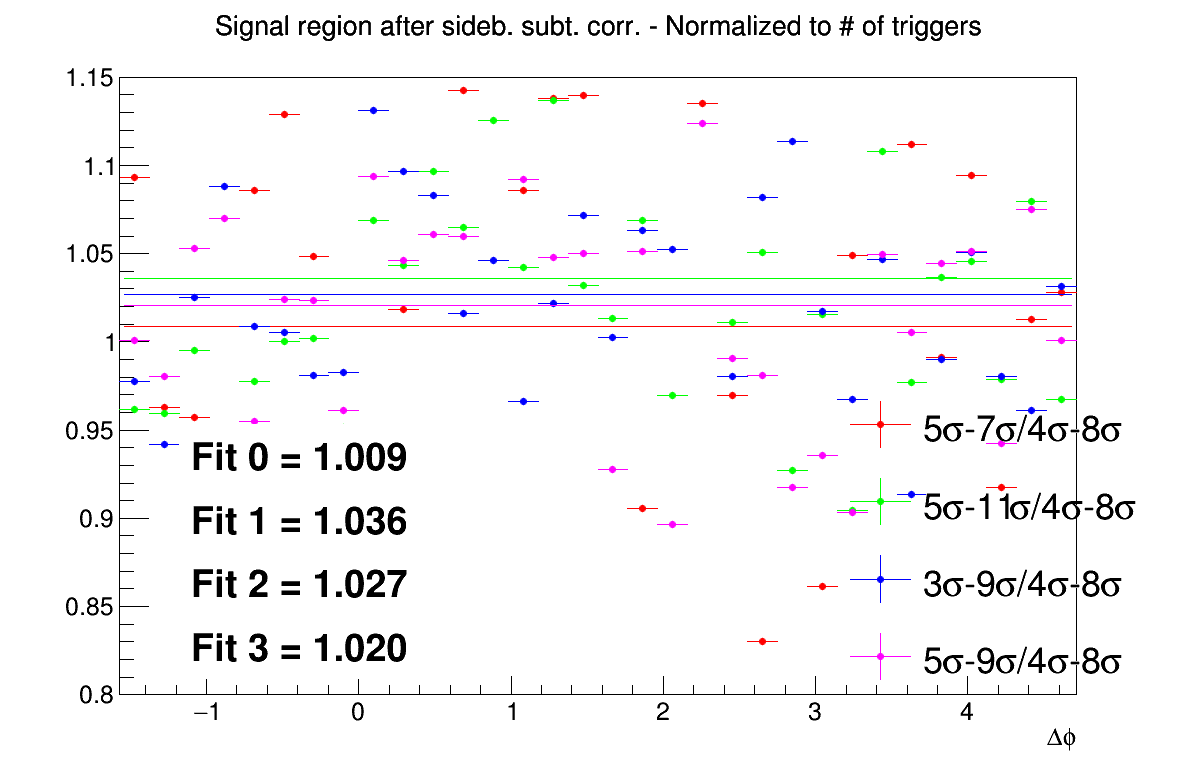 Signal region after sideb. subt. corr. - Normalized to # of triggers
1.15
1.1
1.05
1
0.95
0.9
0.85
0.8
Fit 0 = 1.009
Fit 1 = 1.036
Fit 2 = 1.027
Fit 3 = 1.020
5σ-7σ/4σ-8σ
5σ-11σ/4σ-8σ
3σ-9σ/4σ-8σ
5σ-9σ/4σ-8σ
−1 0 1 2 3 4
Δϕ